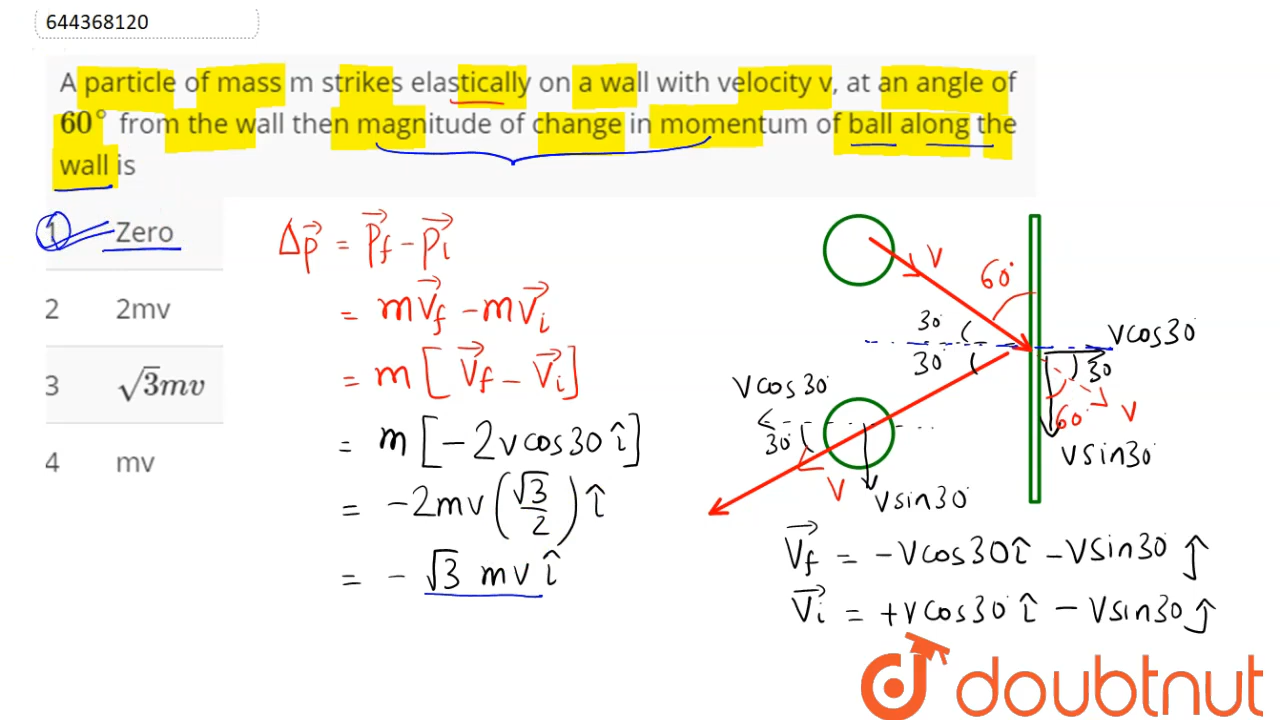 644368120
A particle of mass m strikes elastically on a wall with velocity v, at an angle of
60° from the wall then magnitude of change in momentum of ball along the
wall is
1 Zero
2 2mv
3 √3mv
4 mv
Δp⃗ = p⃗f - p⃗i
= mv⃗f - mv⃗i
= m[v⃗f - v⃗i]
= m[-2vcos30 î]
= -2mv(√3/2) î
= - √3 mv î
v
60°
30°
30°
vcos30°
30
60°
v
vsin30°
vcos30°
30°
v
vsin30°
v⃗f = -vcos30 î - vsin30° ĵ
v⃗i = +vcos30° î - vsin30 ĵ
doubtnut